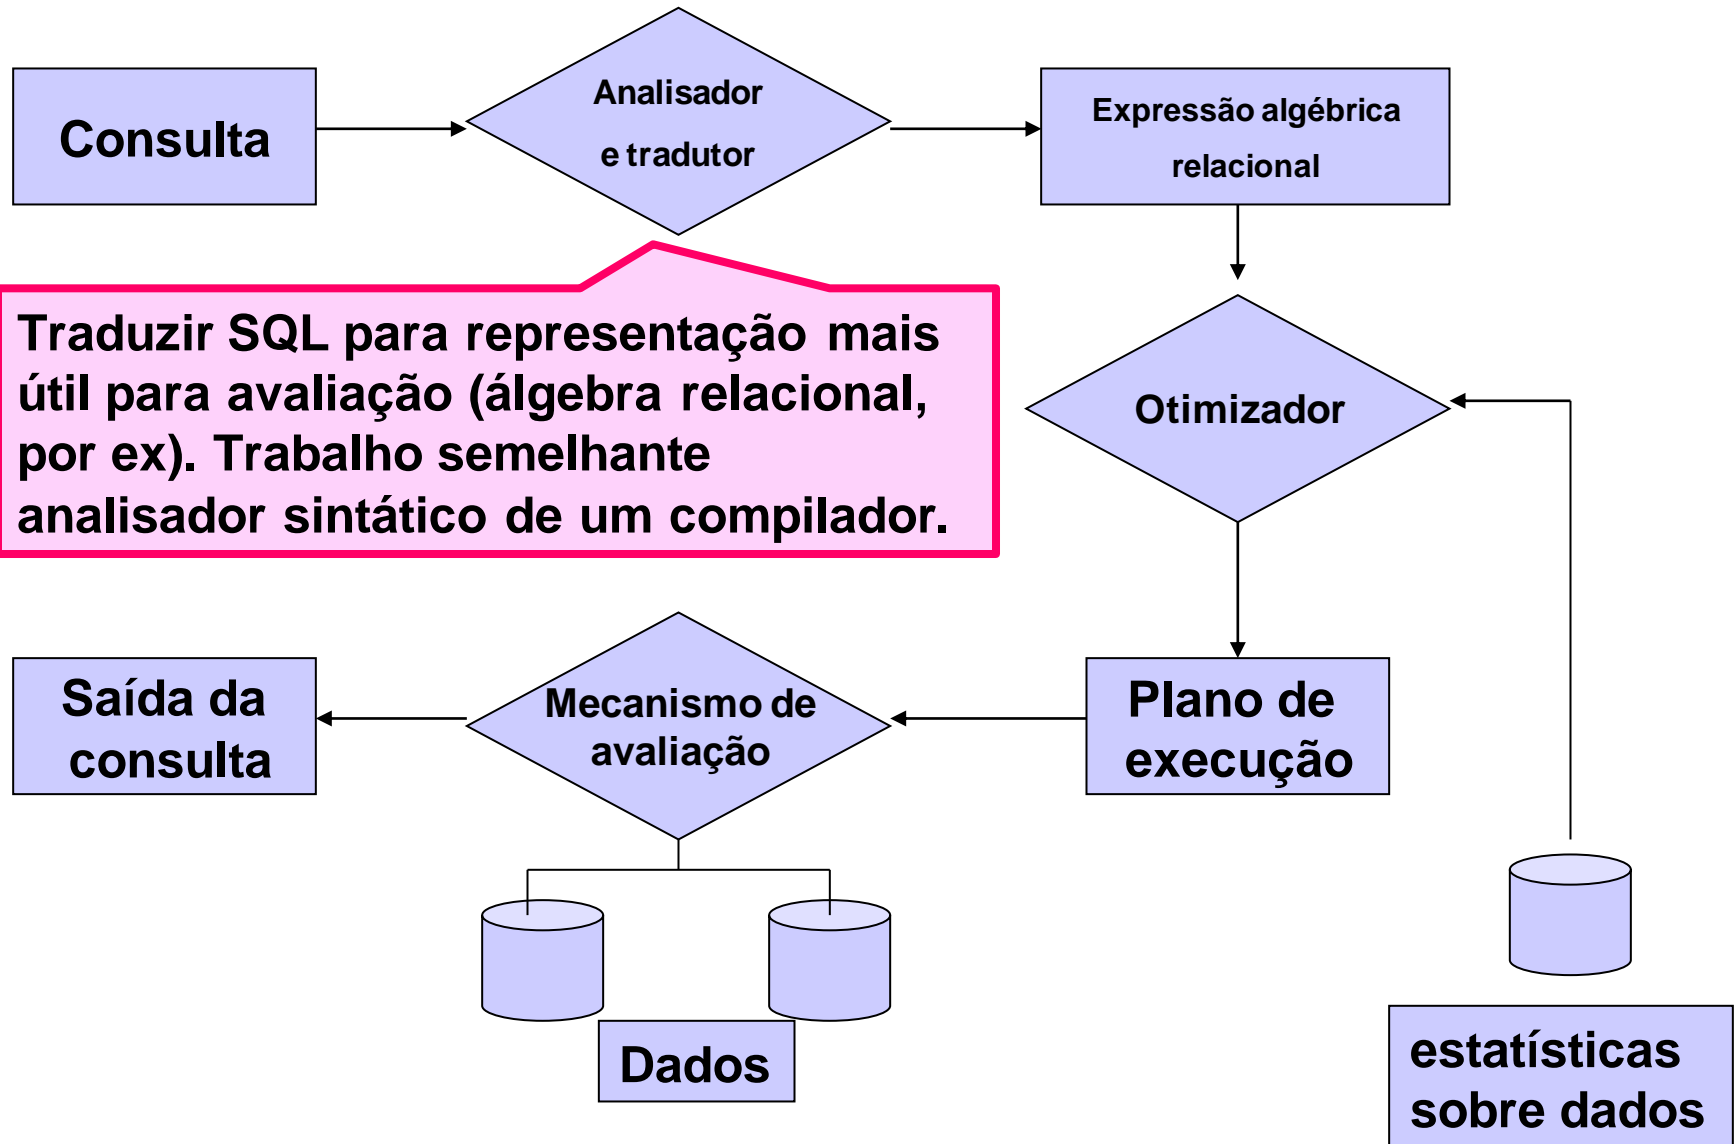 Consulta
Analisador
e tradutor
Expressão algébrica
relacional
Traduzir SQL para representação mais
útil para avaliação (álgebra relacional,
por ex). Trabalho semelhante
analisador sintático de um compilador.
Otimizador
Saída da
consulta
Mecanismo de
avaliação
Plano de
execução
Dados
estatísticas
sobre dados